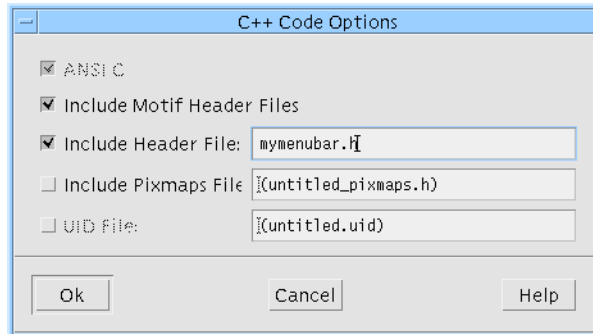 C++ Code Options
ANSI C
Include Motif Header Files
Include Header File: mymenubar.h
Include Pixmaps File (untitled_pixmaps.h)
UID File: (untitled.uid)
Ok Cancel Help